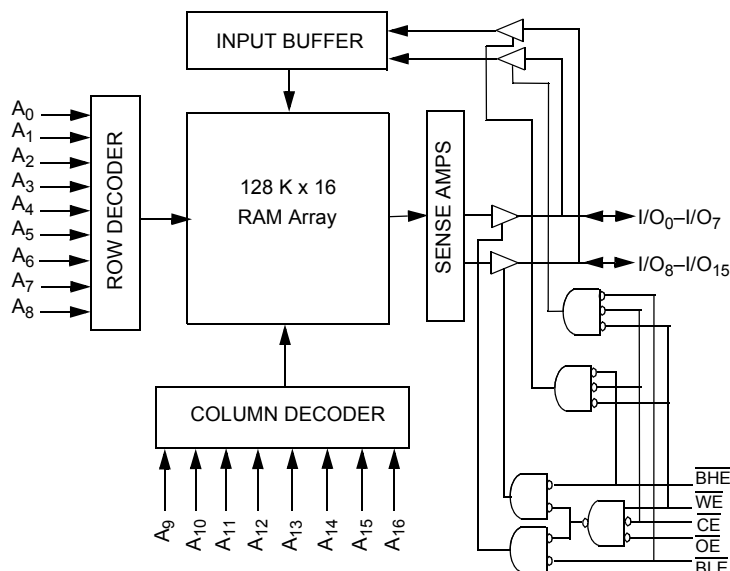 INPUT BUFFER
A0
A1
A2
A3
A4
A5
A6
A7
A8
ROW DECODER
128 K x 16
RAM Array
SENSE AMPS
I/O0–I/O7
I/O8–I/O15
COLUMN DECODER
A9
A10
A11
A12
A13
A14
A15
A16
BHE
WE
CE
OE
BLE